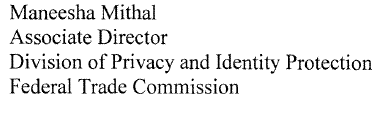 Maneesha Mithal
Associate Director
Division of Privacy and Identity Protection
Federal Trade Commission